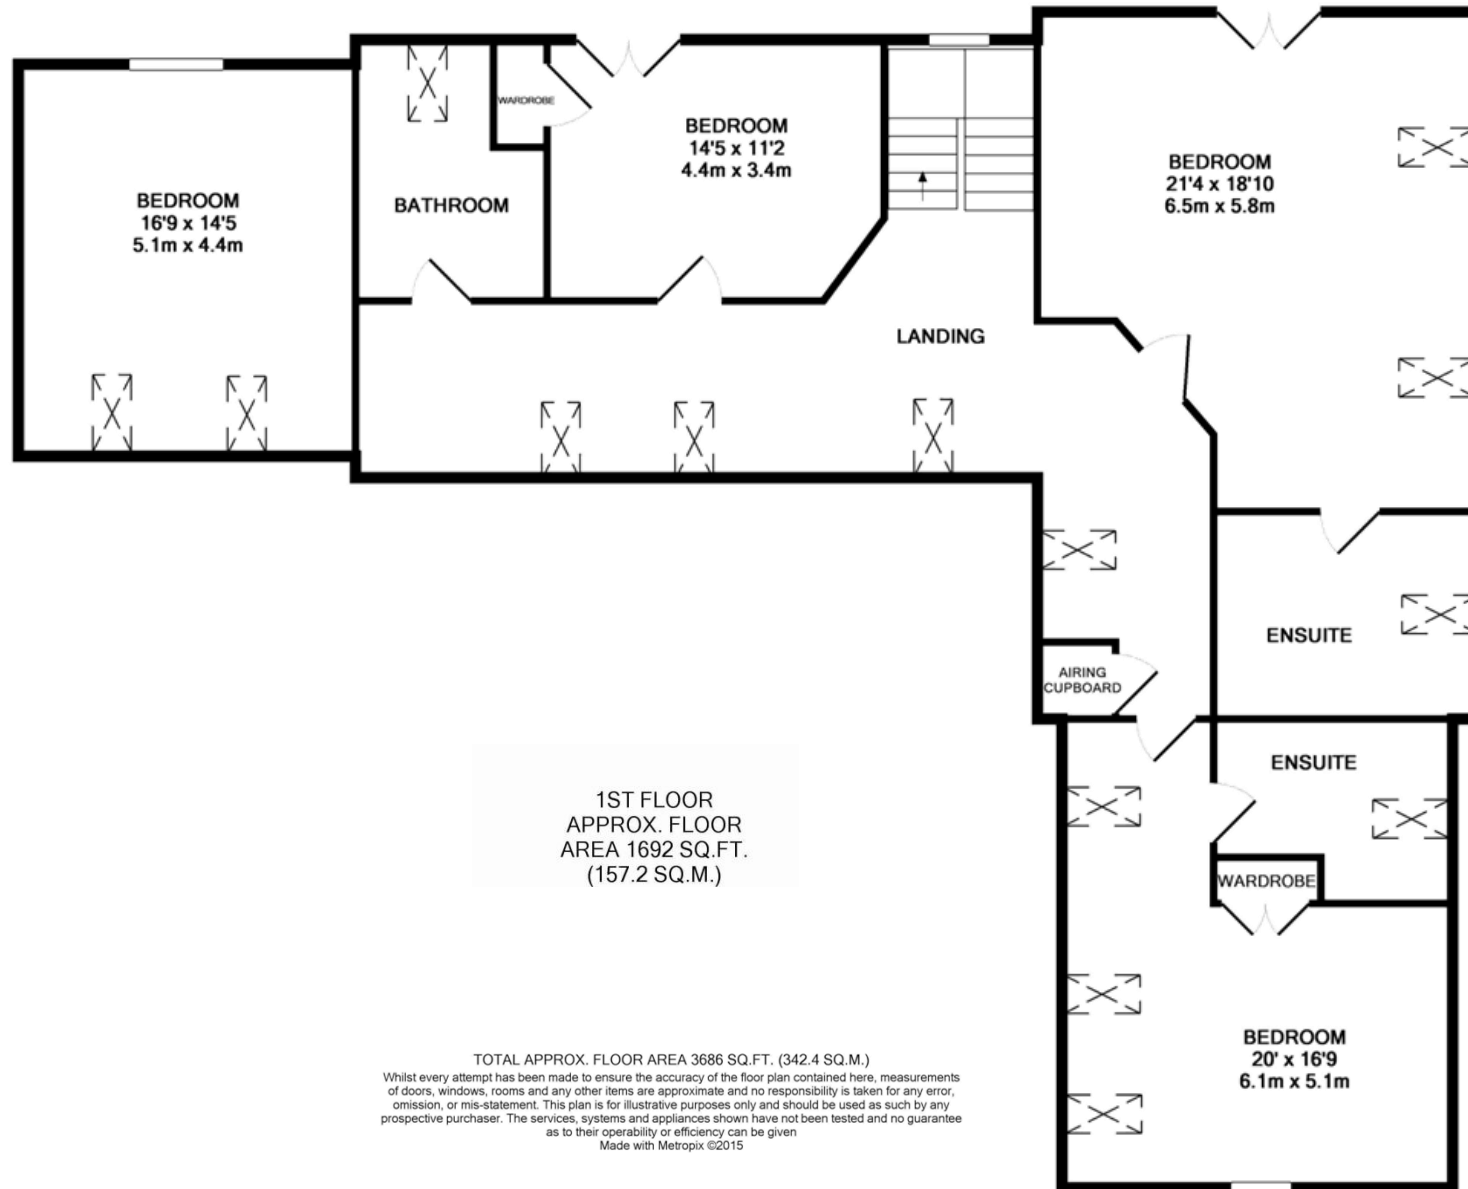 BEDROOM
16'9 x 14'5
5.1m x 4.4m
BATHROOM
WARDROBE
BEDROOM
14'5 x 11'2
4.4m x 3.4m
BEDROOM
21'4 x 18'10
6.5m x 5.8m
LANDING
ENSUITE
AIRING
CUPBOARD
ENSUITE
WARDROBE
BEDROOM
20' x 16'9
6.1m x 5.1m
1ST FLOOR
APPROX. FLOOR
AREA 1692 SQ.FT.
(157.2 SQ.M.)
TOTAL APPROX. FLOOR AREA 3686 SQ.FT. (342.4 SQ.M.)
Whilst every attempt has been made to ensure the accuracy of the floor plan contained here, measurements
of doors, windows, rooms and any other items are approximate and no responsibility is taken for any error,
omission, or mis-statement. This plan is for illustrative purposes only and should be used as such by any
prospective purchaser. The services, systems and appliances shown have not been tested and no guarantee
as to their operability or efficiency can be given
Made with Metropix ©2015